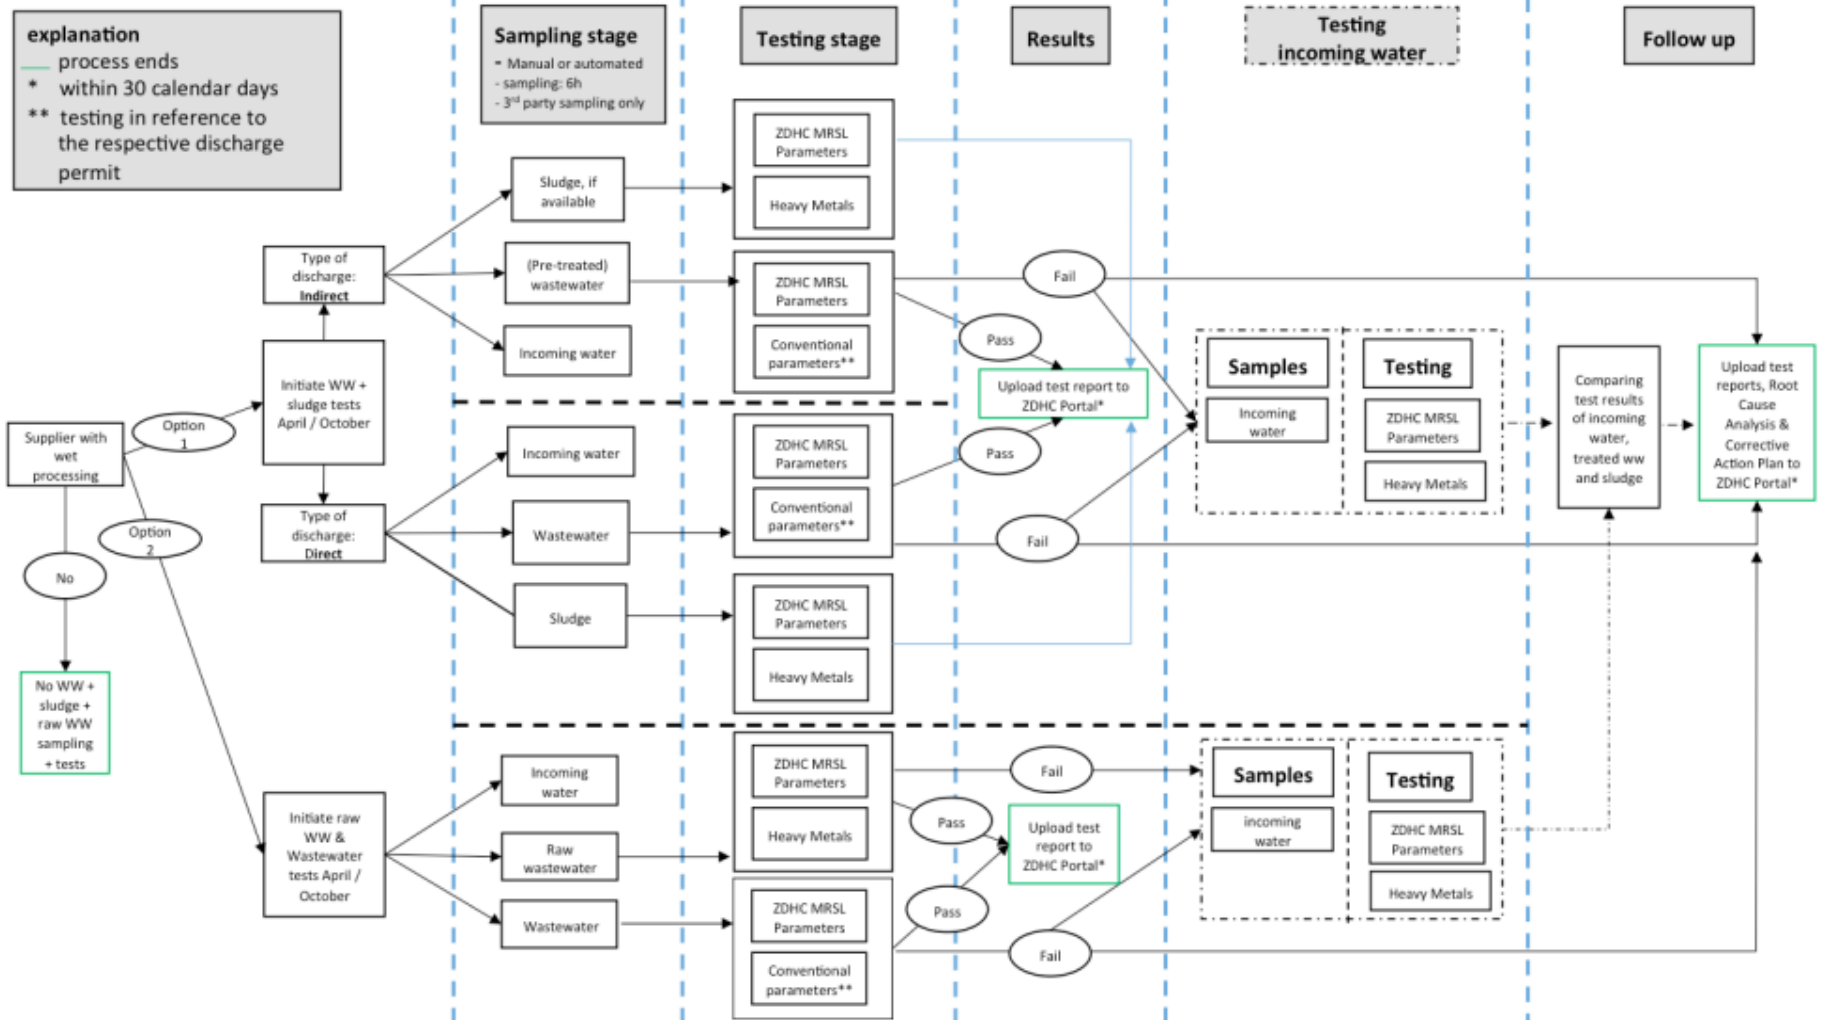 explanation
process ends
* within 30 calendar days
** testing in reference to
the respective discharge
permit
Sampling stage
- Manual or automated
- sampling: 6h
- 3rd party sampling only
Testing stage
Results
Testing
incoming water
Follow up
Supplier with
wet
processing
Option
1
Option
2
No
No WW +
sludge +
raw WW
sampling
+ tests
Type of
discharge:
Indirect
Initiate WW +
sludge tests
April / October
Type of
discharge:
Direct
Initiate raw
WW &
Wastewater
tests April /
October
Sludge, if
available
(Pre-treated)
wastewater
Incoming water
Incoming water
Wastewater
Sludge
Incoming
water
Raw
wastewater
Wastewater
ZDHC MRSL
Parameters
Heavy Metals
ZDHC MRSL
Parameters
Conventional
parameters**
ZDHC MRSL
Parameters
Conventional
parameters**
ZDHC MRSL
Parameters
Heavy Metals
ZDHC MRSL
Parameters
Heavy Metals
ZDHC MRSL
Parameters
Conventional
parameters**
Fail
Pass
Upload test report to
ZDHC Portal*
Pass
Fail
Fail
Pass
Upload test
report to
ZDHC Portal*
Pass
Fail
Samples
Incoming
water
Testing
ZDHC MRSL
Parameters
Heavy Metals
Samples
incoming
water
Testing
ZDHC MRSL
Parameters
Heavy Metals
Comparing
test results
of incoming
water,
treated ww
and sludge
Upload test
reports, Root
Cause
Analysis &
Corrective
Action Plan to
ZDHC Portal*